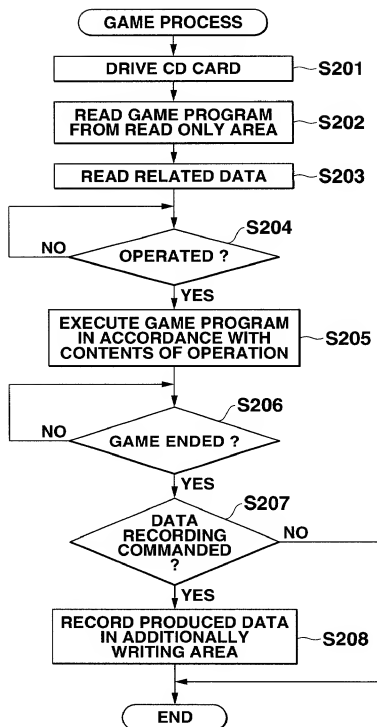 GAME PROCESS
DRIVE CD CARD
S201
READ GAME PROGRAM
FROM READ ONLY AREA
S202
READ RELATED DATA
S203
S204
NO
OPERATED ?
YES
EXECUTE GAME PROGRAM
IN ACCORDANCE WITH
CONTENTS OF OPERATION
S205
S206
NO
GAME ENDED ?
YES
S207
DATA
RECORDING
COMMANDED
?
NO
YES
RECORD PRODUCED DATA
IN ADDITIONALLY
WRITING AREA
S208
END